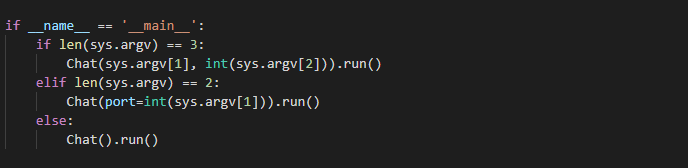 if __name__ == '__main__':
    if len(sys.argv) == 3:
        Chat(sys.argv[1], int(sys.argv[2])).run()
    elif len(sys.argv) == 2:
        Chat(port=int(sys.argv[1])).run()
    else:
        Chat().run()